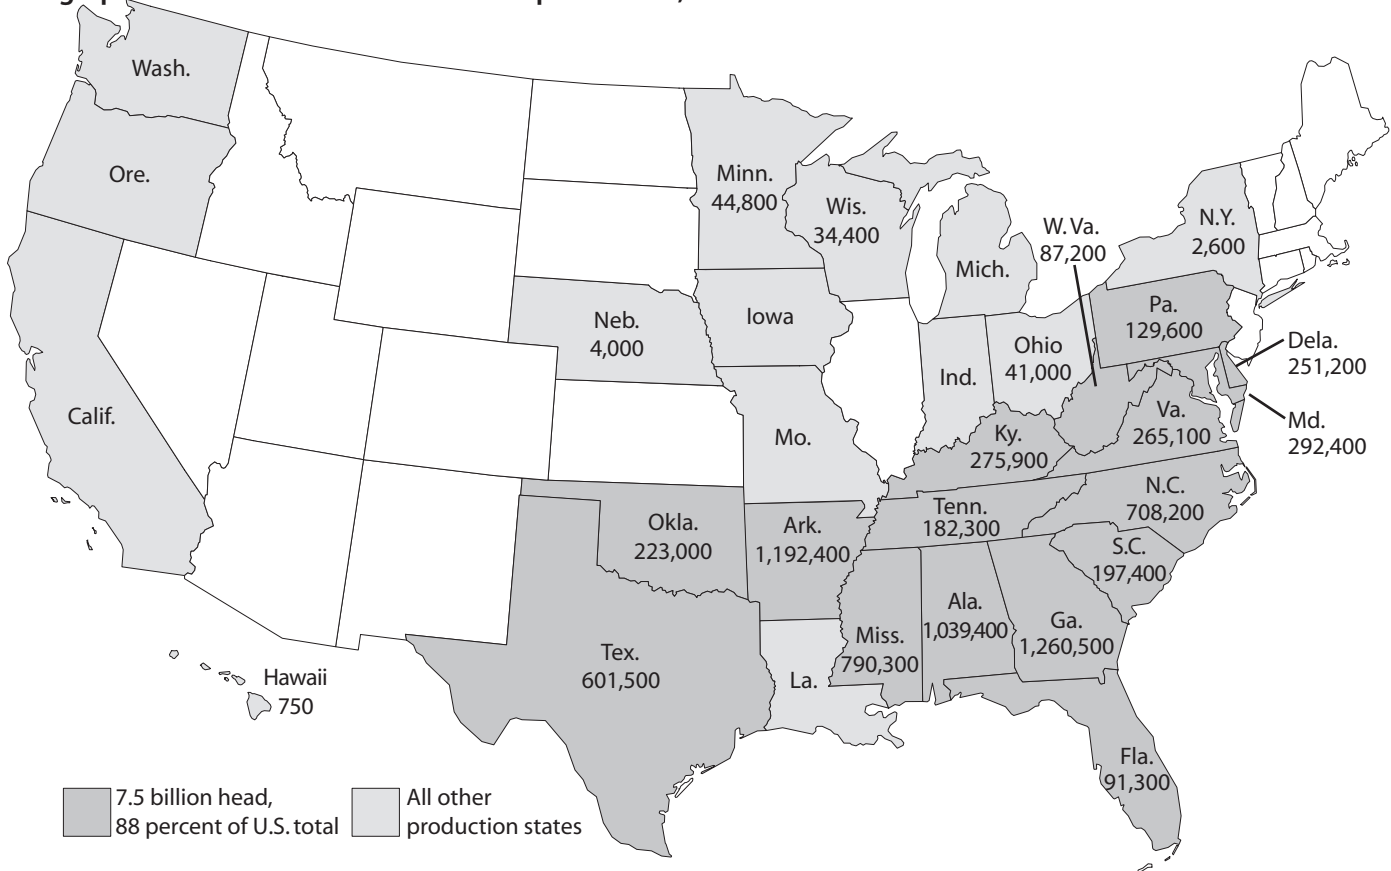 Wash.
Ore.
Calif.
Minn.
44,800
Wis.
34,400
Mich.
Iowa
Neb.
4,000
Ind.
Ohio
41,000
Mo.
N.Y.
2,600
W. Va.
87,200
Pa.
129,600
Dela.
251,200
Md.
292,400
Va.
265,100
Ky.
275,900
N.C.
708,200
Tenn.
182,300
S.C.
197,400
Okla.
223,000
Ark.
1,192,400
Tex.
601,500
La.
Miss.
790,300
Ala.
1,039,400
Ga.
1,260,500
Fla.
91,300
Hawaii
750
7.5 billion head,
88 percent of U.S. total
All other
production states